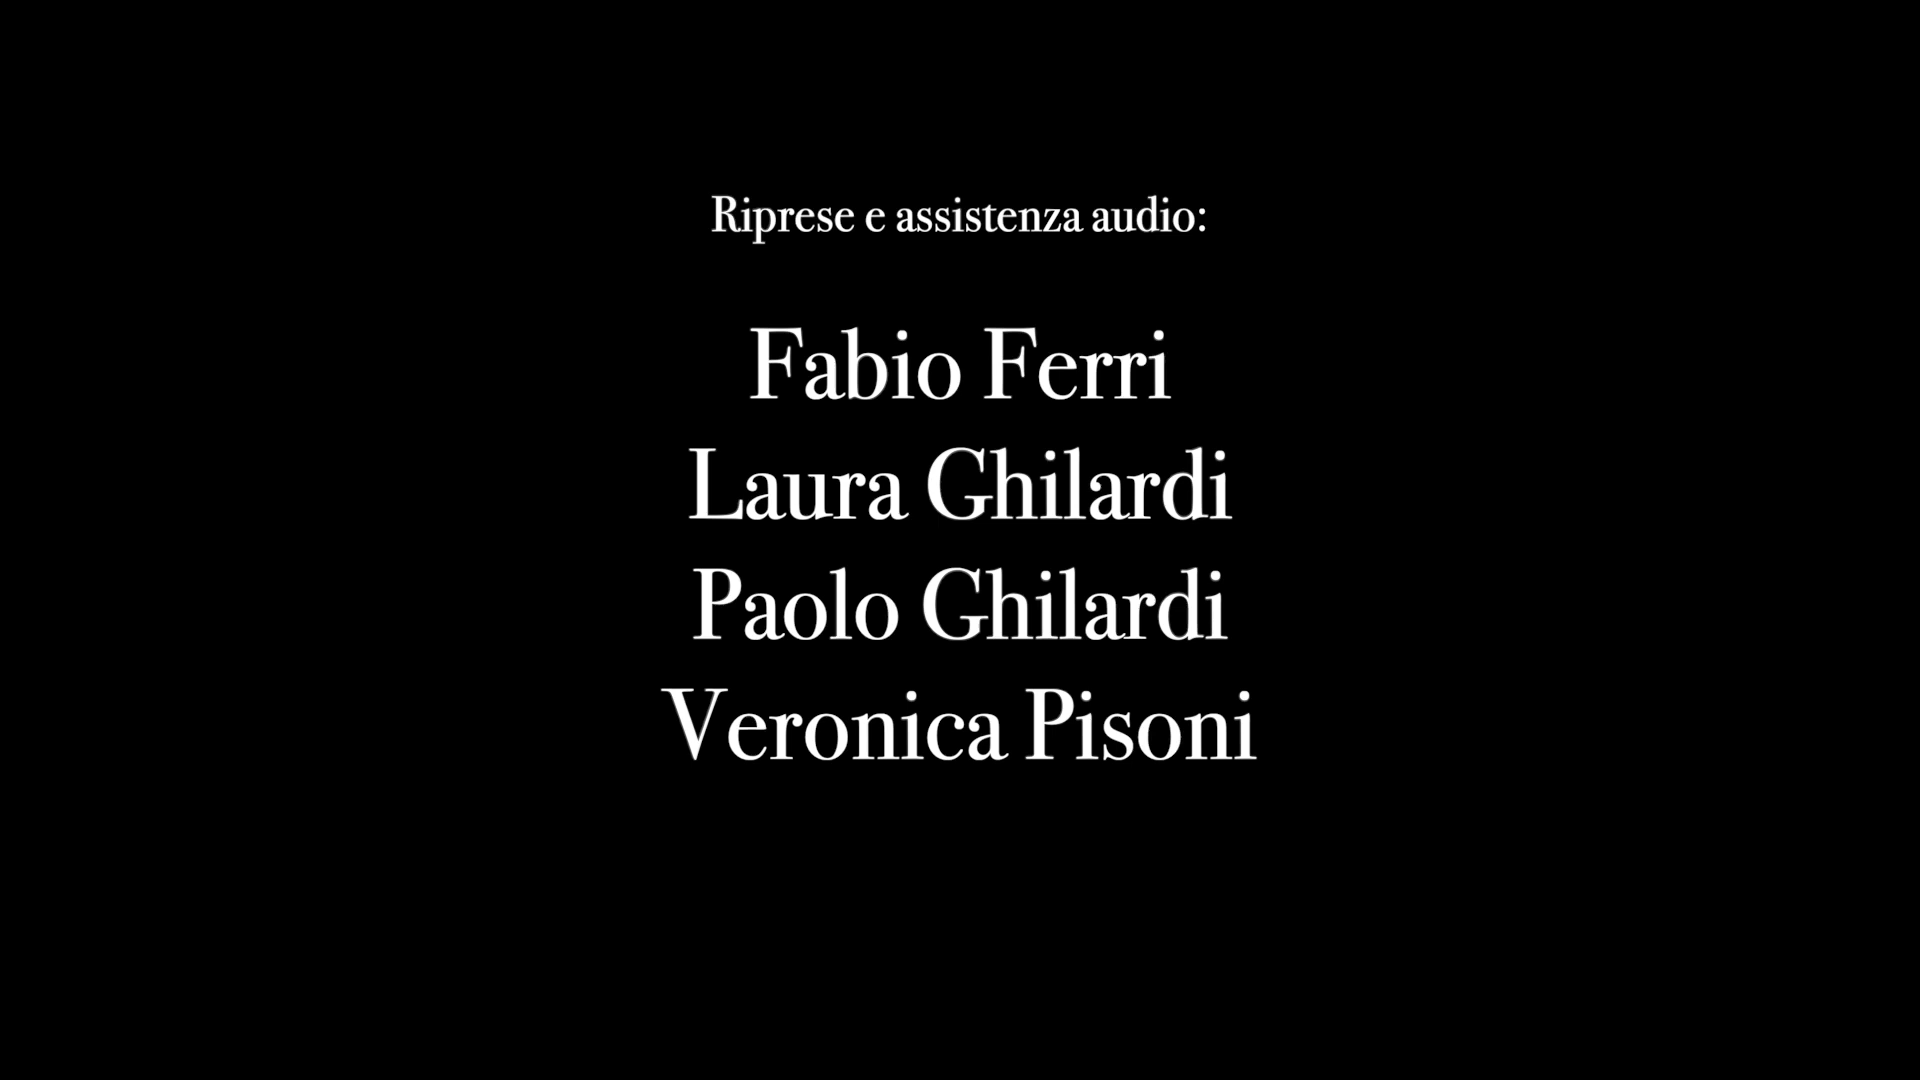 Riprese e assistenza audio:
Fabio Ferri
Laura Ghilardi
Paolo Ghilardi
Veronica Pisoni